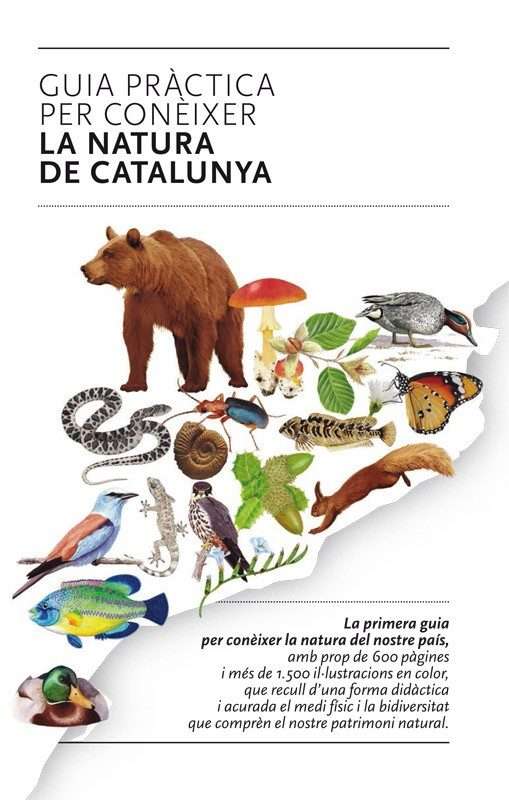 GUIA PRÀCTICA
PER CONÈIXER
LA NATURA
DE CATALUNYA
La primera guia
per conèixer la natura del nostre país,
amb prop de 600 pàgines
i més de 1.500 il·lustracions en color,
que recull d'una forma didàctica
i acurada el medi físic i la bidiversitat
que comprèn el nostre patrimoni natural.